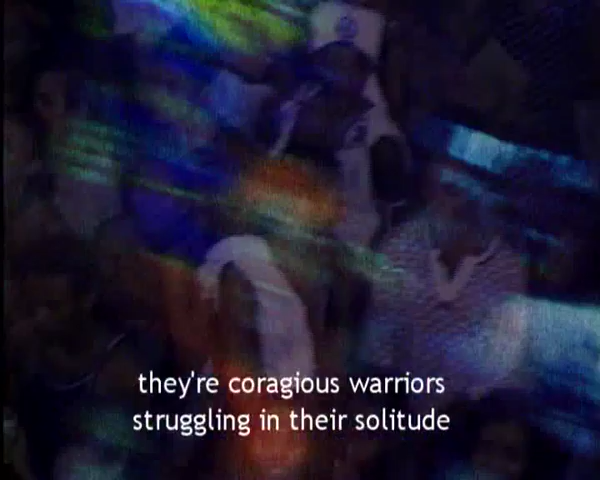 they're coragious warriors
struggling in their solitude